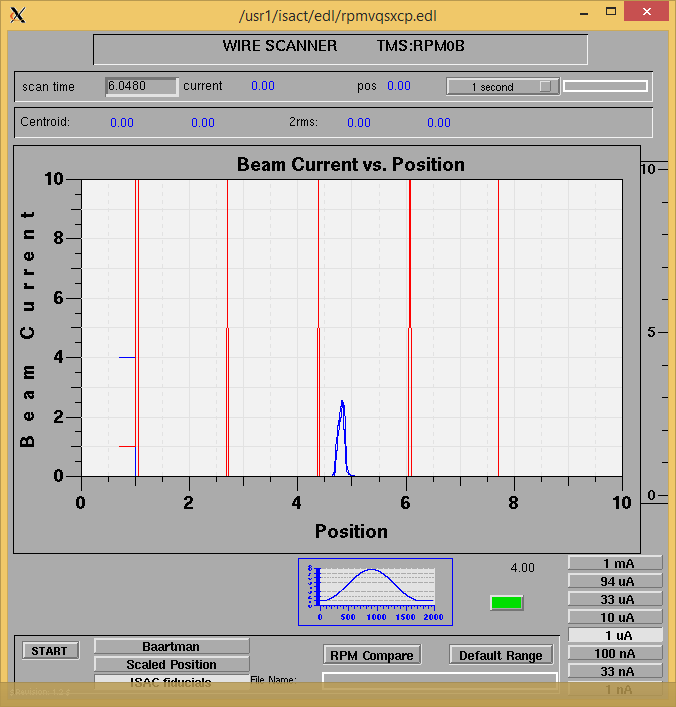 /usr1/isact/edl/rpmvqsxcp.edl
WIRE SCANNER TMS:RPM0B
scan time 6.0480 current 0.00 pos 0.00 1 second
Centroid: 0.00 0.00 2rms: 0.00 0.00
Beam Current vs. Position
10
8
6
4
2
0
Beam Current
0 2 4 6 8 10
Position
10
5
0
8
0 500 1000 1500 2000
4.00
1 mA
94 uA
33 uA
10 uA
1 uA
100 nA
33 nA
1 nA
START
Baartman
Scaled Position
ISAC fiducials
RPM Compare
Default Range
File Name: